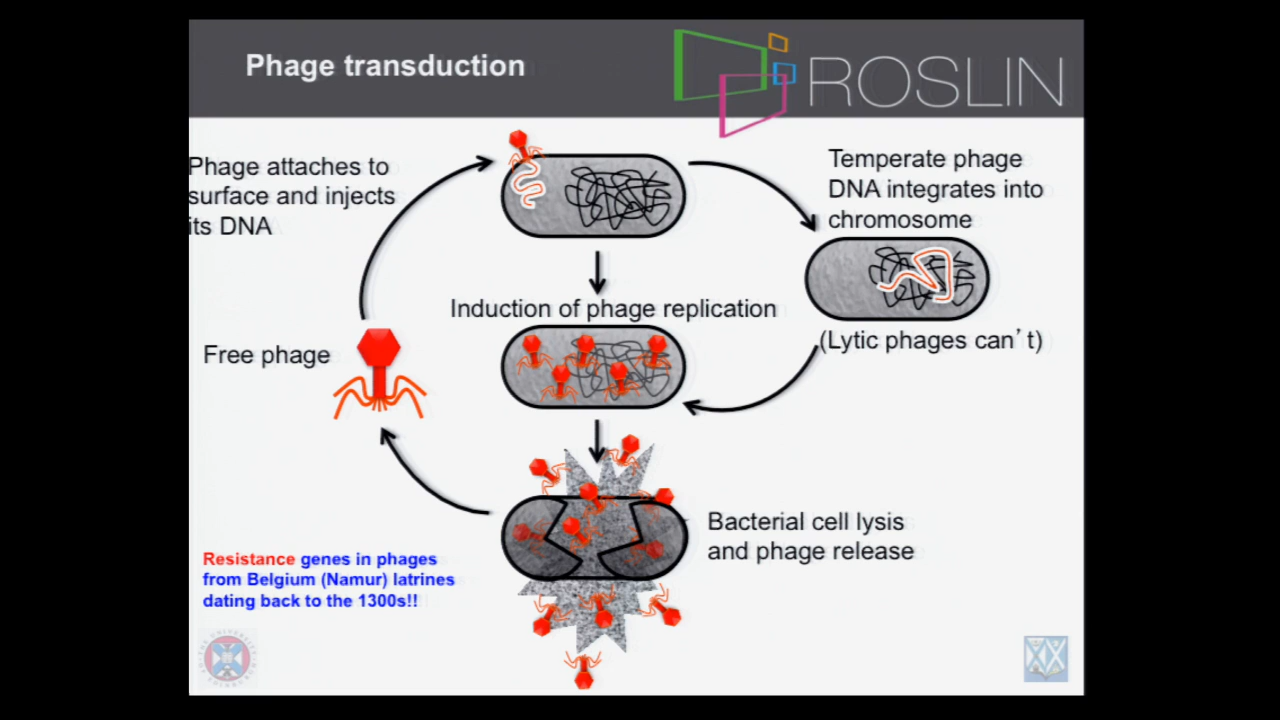 Phage transduction
ROSLIN
Phage attaches to
surface and injects
its DNA
Temperate phage
DNA integrates into
chromosome
Induction of phage replication
(Lytic phages can't)
Free phage
Bacterial cell lysis
and phage release
Resistance genes in phages
from Belgium (Namur) latrines
dating back to the 1300s!!